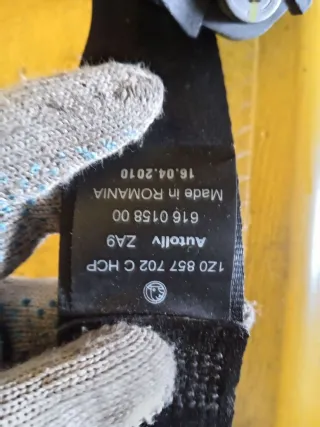 1Z0 857 702 C HCP
Autoliv ZA9
616 0158 00
Made in ROMANIA
16.04.2010